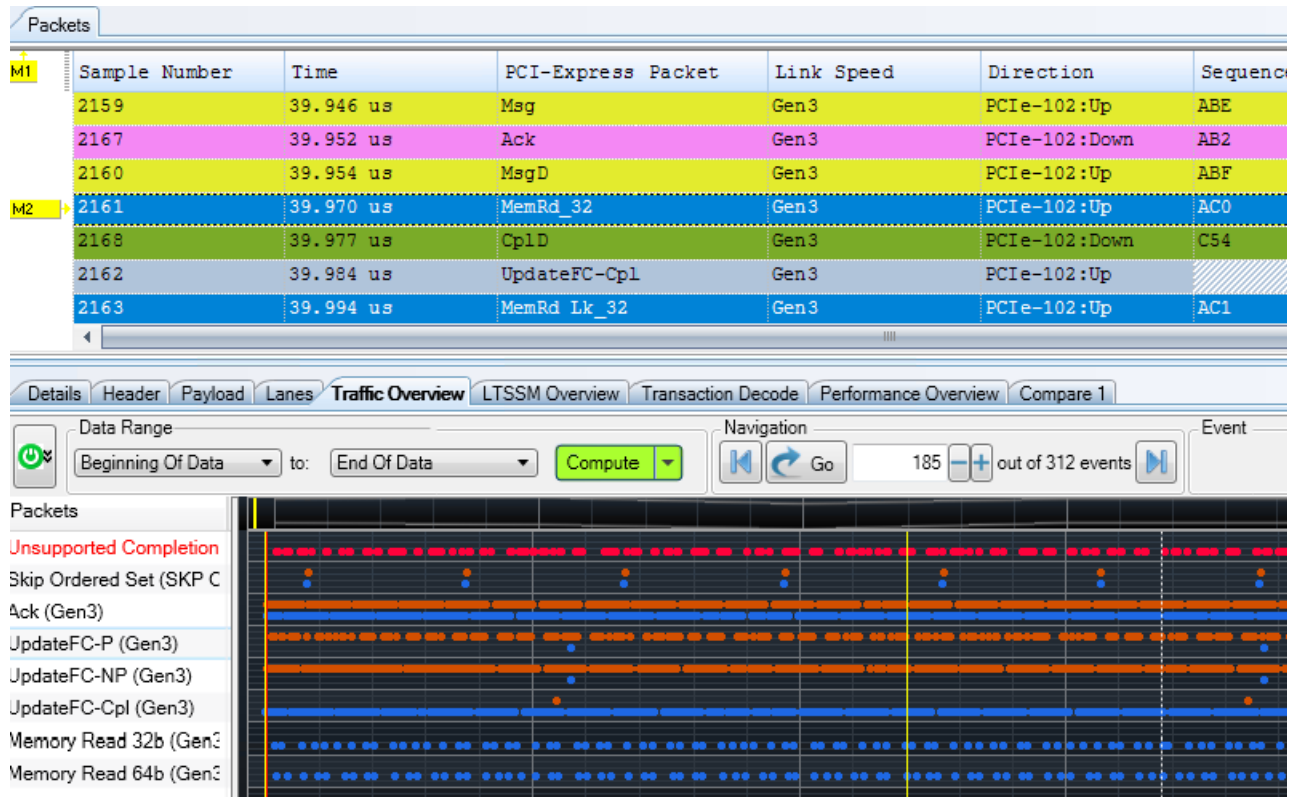 Packets
M1 Sample Number Time PCI-Express Packet Link Speed Direction Sequenc
2159 39.946 us Msg Gen3 PCIe-102:Up ABE
2167 39.952 us Ack Gen3 PCIe-102:Down AB2
2160 39.954 us MsgD Gen3 PCIe-102:Up ABF
M2 2161 39.970 us MemRd_32 Gen3 PCIe-102:Up AC0
2168 39.977 us CplD Gen3 PCIe-102:Down C54
2162 39.984 us UpdateFC-Cpl Gen3 PCIe-102:Up
2163 39.994 us MemRd Lk_32 Gen3 PCIe-102:Up AC1
Details Header Payload Lanes Traffic Overview LTSSM Overview Transaction Decode Performance Overview Compare 1
Data Range Navigation Event
Beginning Of Data to: End Of Data Compute Go 185 out of 312 events
Packets
Unsupported Completion
Skip Ordered Set (SKP C
Ack (Gen3)
UpdateFC-P (Gen3)
UpdateFC-NP (Gen3)
UpdateFC-Cpl (Gen3)
Memory Read 32b (Gen3
Memory Read 64b (Gen3